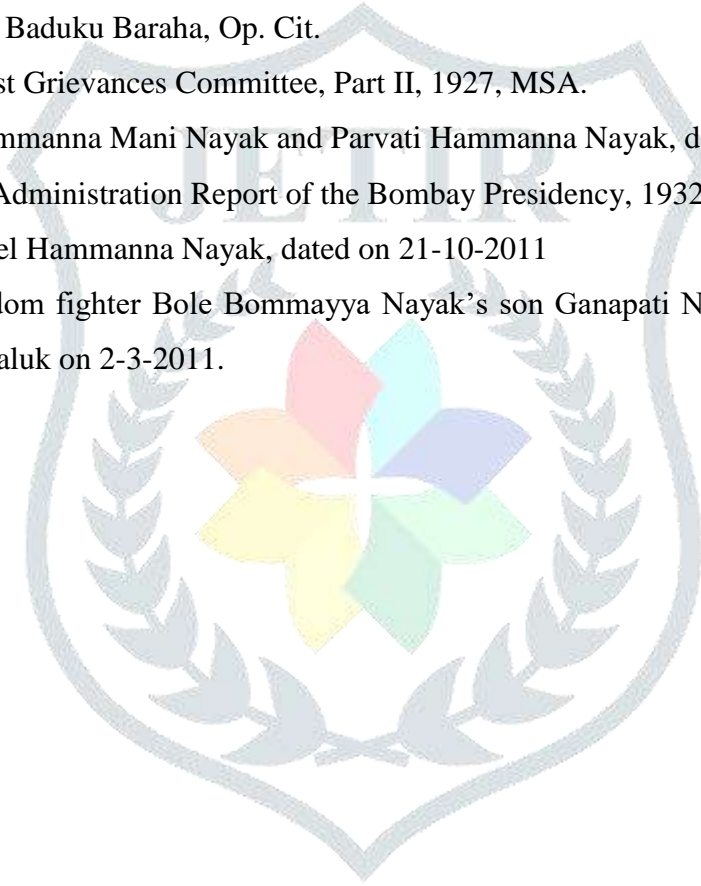 Baduku Baraha, Op. Cit.
st Grievances Committee, Part II, 1927, MSA.
mmanna Mani Nayak and Parvati Hammanna Nayak, d
Administration Report of the Bombay Presidency, 1932
el Hammanna Nayak, dated on 21-10-2011
dom fighter Bole Bommayya Nayak’s son Ganapati N
aluk on 2-3-2011.
JETIR